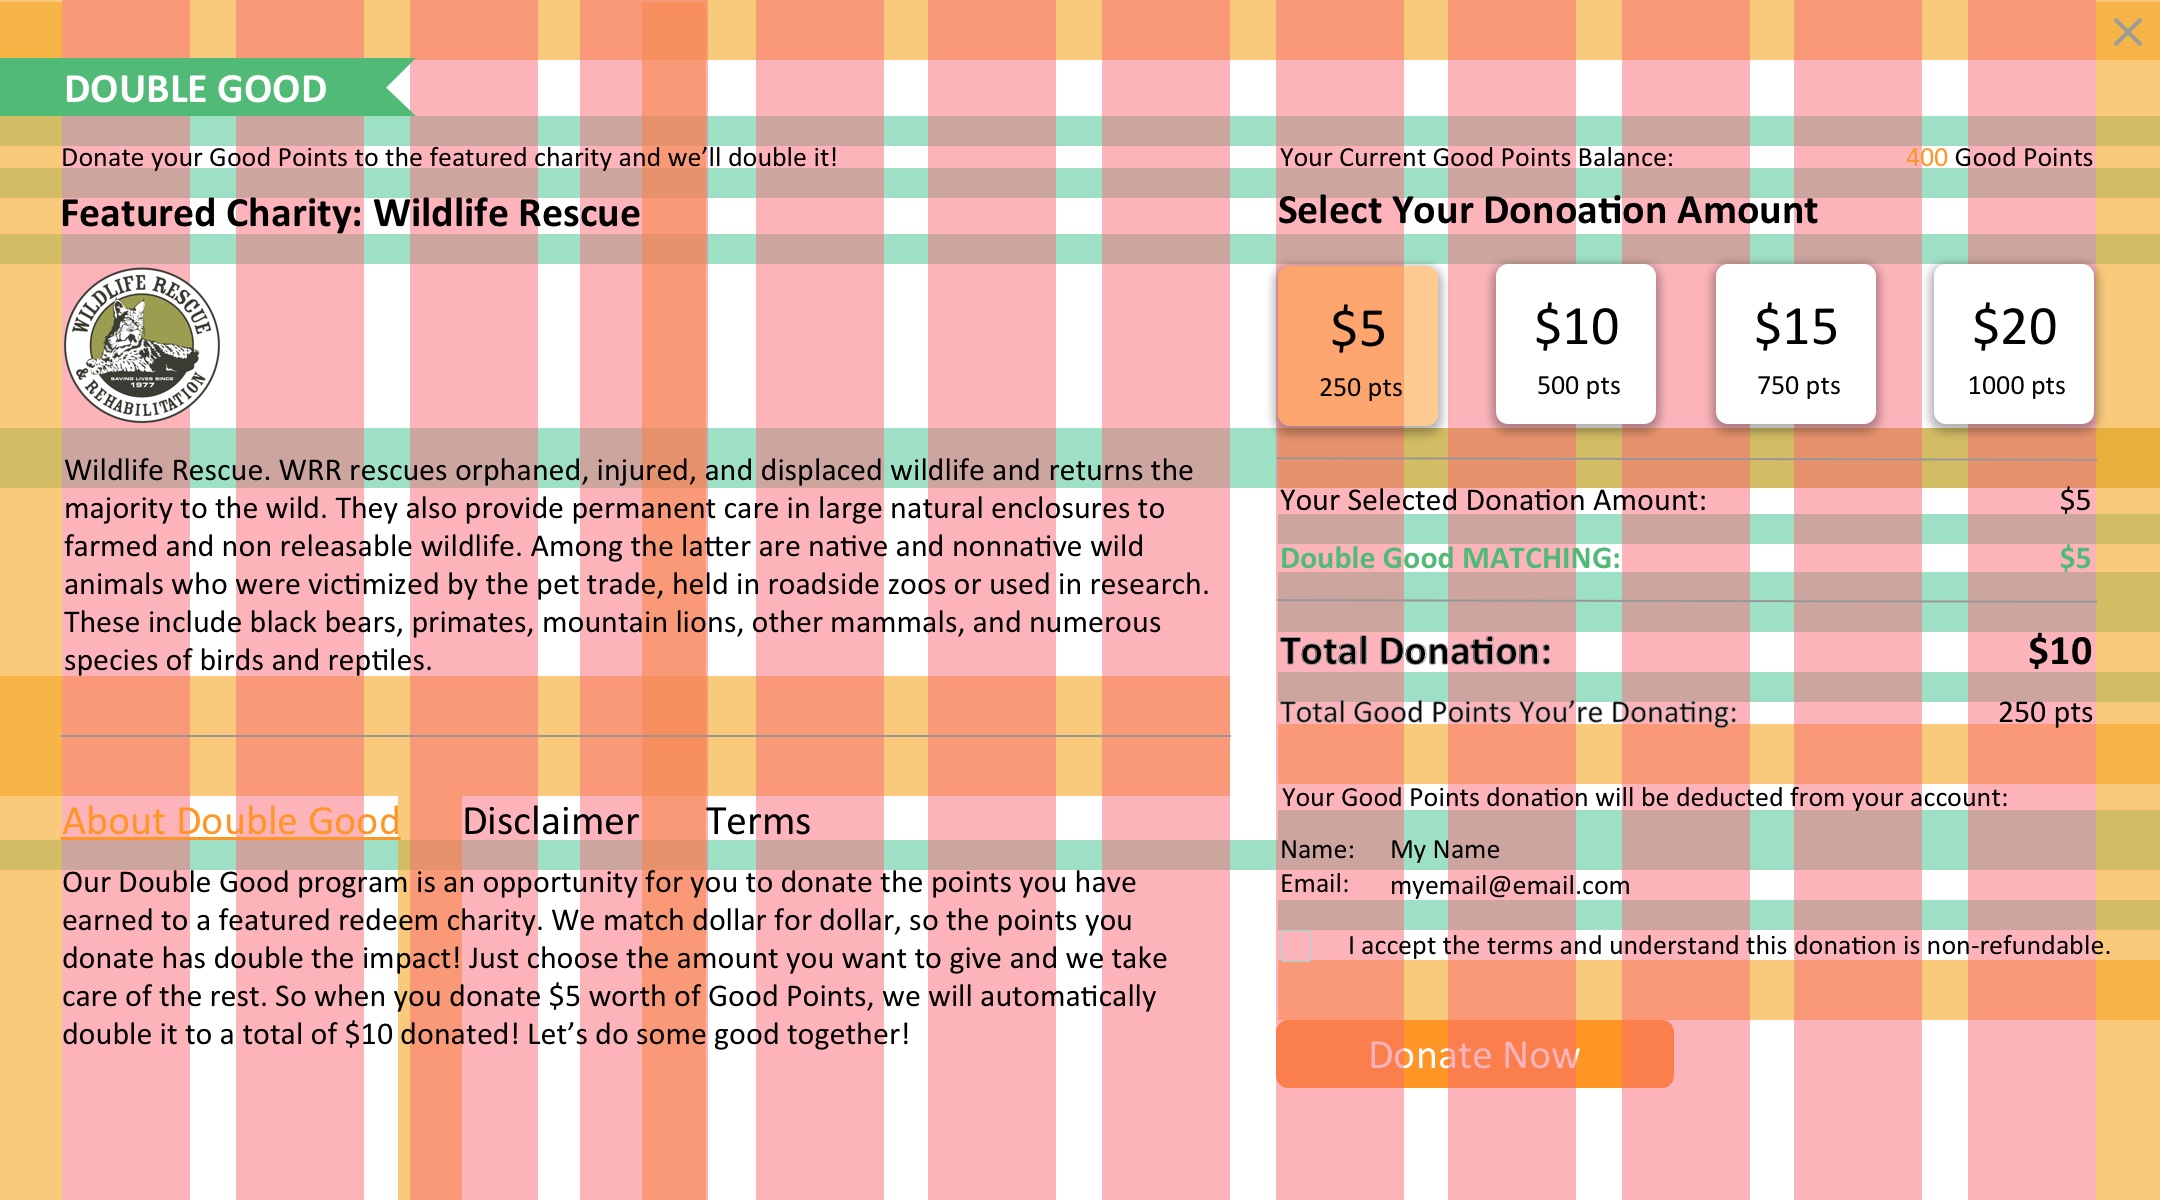 DOUBLE GOOD
Donate your Good Points to the featured charity and we’ll double it!
Featured Charity: Wildlife Rescue
WILDLIFE RESCUE
SAVING LIVES SINCE
1977
& REHABILITATION
Wildlife Rescue. WRR rescues orphaned, injured, and displaced wildlife and returns the
majority to the wild. They also provide permanent care in large natural enclosures to
farmed and non releasable wildlife. Among the latter are native and nonnative wild
animals who were victimized by the pet trade, held in roadside zoos or used in research.
These include black bears, primates, mountain lions, other mammals, and numerous
species of birds and reptiles.
About Double Good Disclaimer Terms
Our Double Good program is an opportunity for you to donate the points you have
earned to a featured redeem charity. We match dollar for dollar, so the points you
donate has double the impact! Just choose the amount you want to give and we take
care of the rest. So when you donate $5 worth of Good Points, we will automatically
double it to a total of $10 donated! Let’s do some good together!
Your Current Good Points Balance: 400 Good Points
Select Your Donoation Amount
$5 $10 $15 $20
250 pts 500 pts 750 pts 1000 pts
Your Selected Donation Amount: $5
Double Good MATCHING: $5
Total Donation: $10
Total Good Points You’re Donating: 250 pts
Your Good Points donation will be deducted from your account:
Name: My Name
Email: myemail@email.com
I accept the terms and understand this donation is non-refundable.
Donate Now